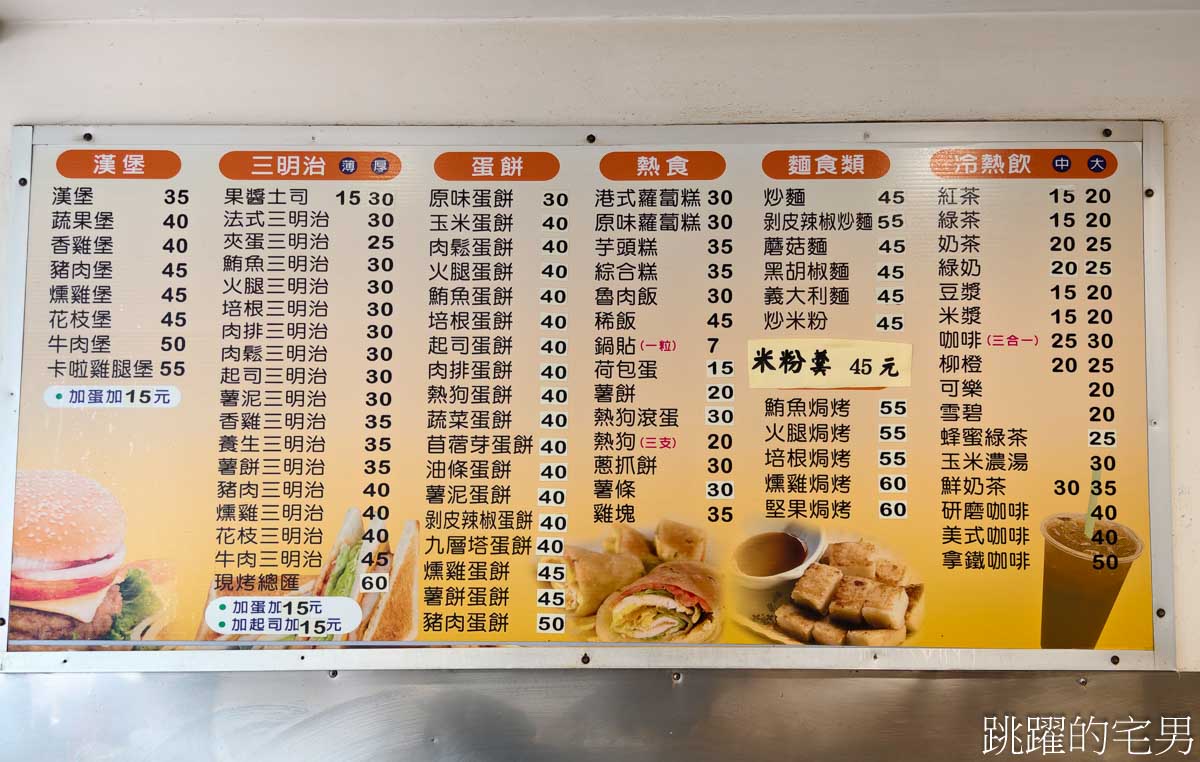 漢堡
漢堡 35
蔬果堡 40
香雞堡 40
豬肉堡 45
燻雞堡 45
花枝堡 45
牛肉堡 50
卡啦雞腿堡 55
• 加蛋加15元
三明治 薄 厚
果醬土司 15 30
法式三明治 30
夾蛋三明治 25
鮪魚三明治 30
火腿三明治 30
培根三明治 30
肉排三明治 30
肉鬆三明治 30
起司三明治 30
薯泥三明治 30
香雞三明治 35
養生三明治 35
薯餅三明治 35
豬肉三明治 40
燻雞三明治 40
花枝三明治 40
牛肉三明治 45
現烤總匯 60
• 加蛋加15元
• 加起司加15元
蛋餅
原味蛋餅 30
玉米蛋餅 40
肉鬆蛋餅 40
火腿蛋餅 40
鮪魚蛋餅 40
培根蛋餅 40
起司蛋餅 40
肉排蛋餅 40
熱狗蛋餅 40
蔬菜蛋餅 40
苜蓿芽蛋餅 40
油條蛋餅 40
薯泥蛋餅 40
剝皮辣椒蛋餅 40
九層塔蛋餅 40
燻雞蛋餅 45
薯餅蛋餅 45
豬肉蛋餅 50
熱食
港式蘿蔔糕 30
原味蘿蔔糕 30
芋頭糕 35
綜合糕 35
魯肉飯 30
稀飯 45
鍋貼(一粒) 7
荷包蛋 15
薯餅 20
熱狗滾蛋 30
熱狗(三支) 20
蔥抓餅 30
薯條 30
雞塊 35
麵食類
炒麵 45
剝皮辣椒炒麵 55
蘑菇麵 45
黑胡椒麵 45
義大利麵 45
炒米粉 45
米粉羹 45元
鮪魚焗烤 55
火腿焗烤 55
培根焗烤 55
燻雞焗烤 60
堅果焗烤 60
冷熱飲 中 大
紅茶 15 20
綠茶 15 20
奶茶 20 25
綠奶 20 25
豆漿 15 20
米漿 15 20
咖啡(三合一) 25 30
柳橙 20 25
可樂 20
雪碧 20
蜂蜜綠茶 25
玉米濃湯 30
鮮奶茶 30 35
研磨咖啡 40
美式咖啡 40
拿鐵咖啡 50
跳躍的宅男